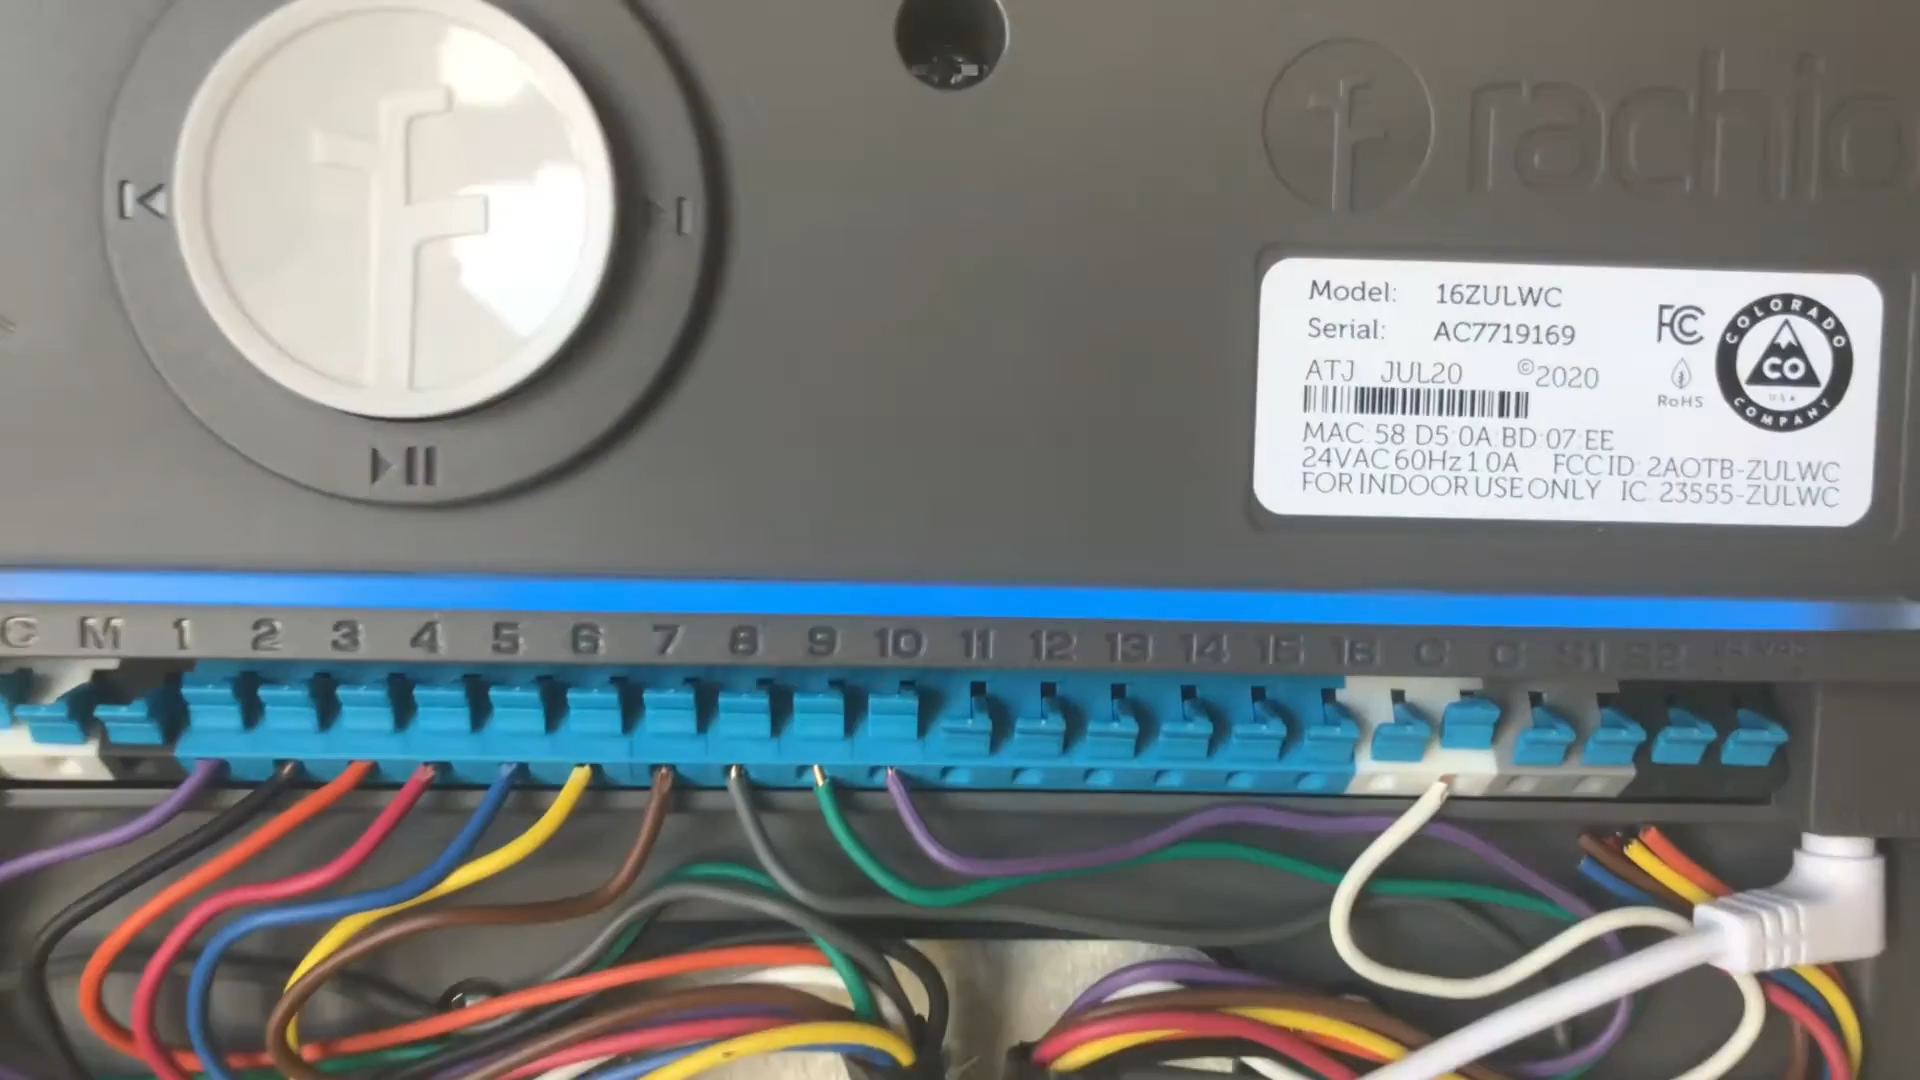 rachio
Model: 16ZULWC
Serial: AC7719169
ATJ JUL20 ©2020
MAC:58:D5:0A:BD:07:EE
24VAC 60Hz 1.0A FCC ID: 2AOTB-ZULWC
FOR INDOOR USE ONLY IC: 23555-ZULWC
FC
RoHS
COLORADO
CO
USA
COMPANY
C M 1 2 3 4 5 6 7 8 9 10 11 12 13 14 15 16 C C S1 S2